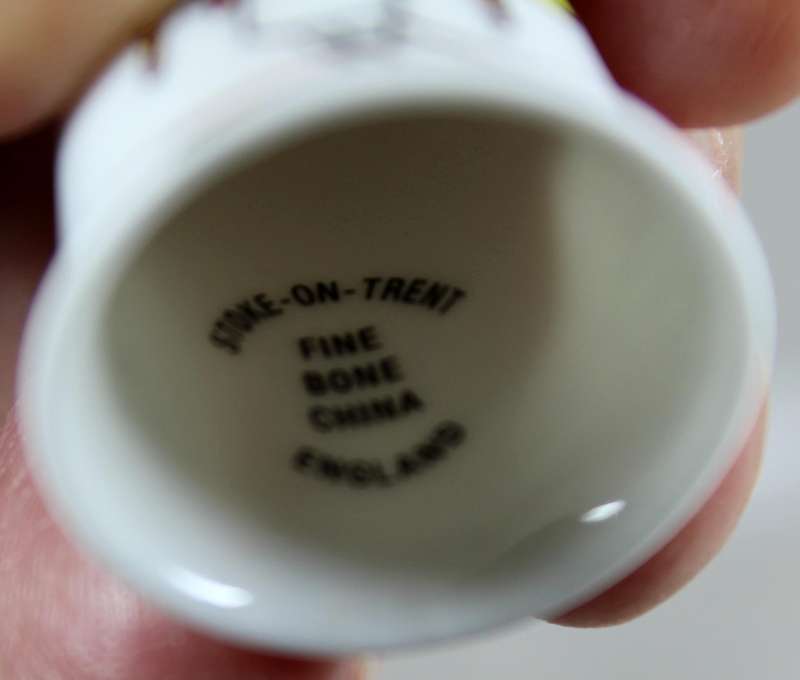 STOKE-ON-TRENT
FINE
BONE
CHINA
ENGLAND